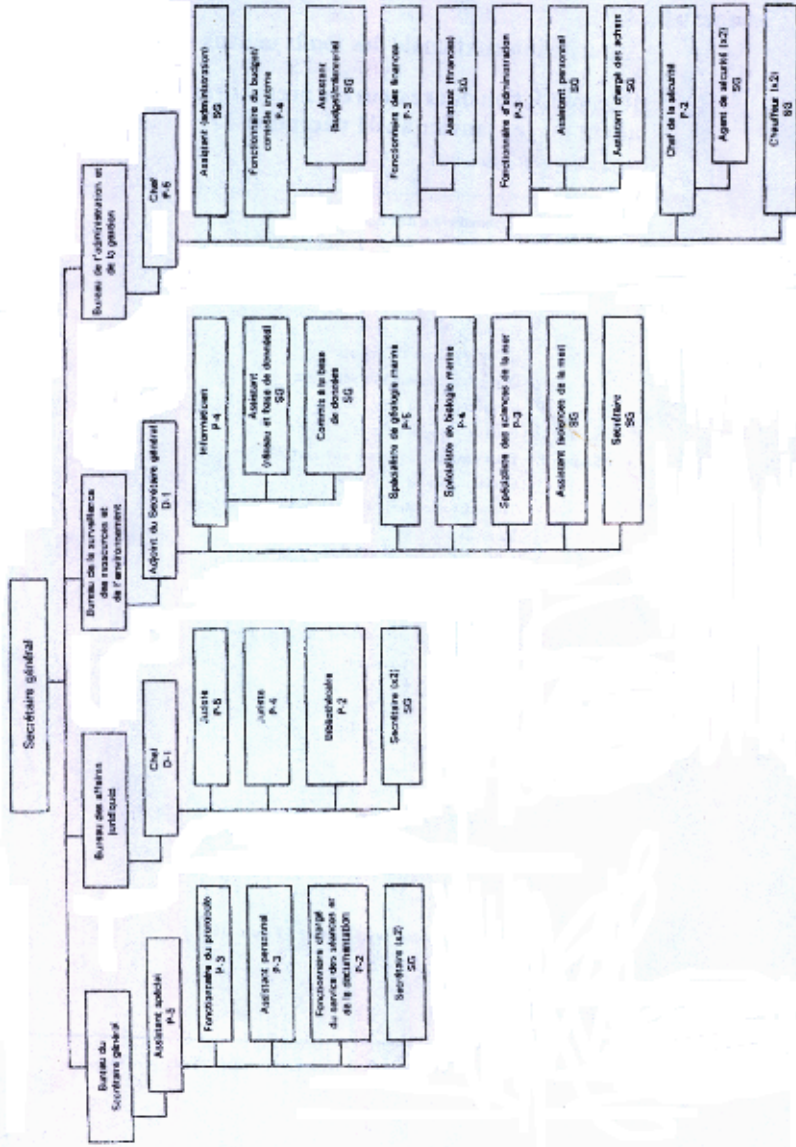 Secrétaire général
Bureau du
Secrétaire général
Assistant spécial
P-5
Fonctionnaire du protocole
P-3
Assistant personnel
P-3
Fonctionnaire chargé
du service des séances et
de la documentation
P-2
Secrétaire (x2)
SG
Bureau des affaires
juridiques
Chef
D-1
Juriste
P-5
Juriste
P-4
Bibliothécaire
P-2
Secrétaire (x2)
SG
Bureau de la surveillance
des ressources et
de l'environnement
Adjoint du Secrétaire général
D-1
Informaticien
P-4
Assistant
(réseau et base de données)
SG
Commis à la base
de données
SG
Spécialiste de géologie marine
P-5
Spécialiste de biologie marine
P-4
Spécialiste des sciences de la mer
P-3
Assistant (sciences de la mer)
SG
Secrétaire
SG
Bureau de l'administration et
de la gestion
Chef
P-5
Assistant (administration)
SG
Fonctionnaire du budget/
contrôle interne
P-4
Assistant
(budget/trésorerie)
SG
Fonctionnaire des finances
P-3
Assistant (finances)
SG
Fonctionnaire d'administration
P-3
Assistant personnel
SG
Assistant chargé des achats
SG
Chef de la sécurité
P-2
Agent de sécurité (x2)
SG
Chauffeur (x2)
SG